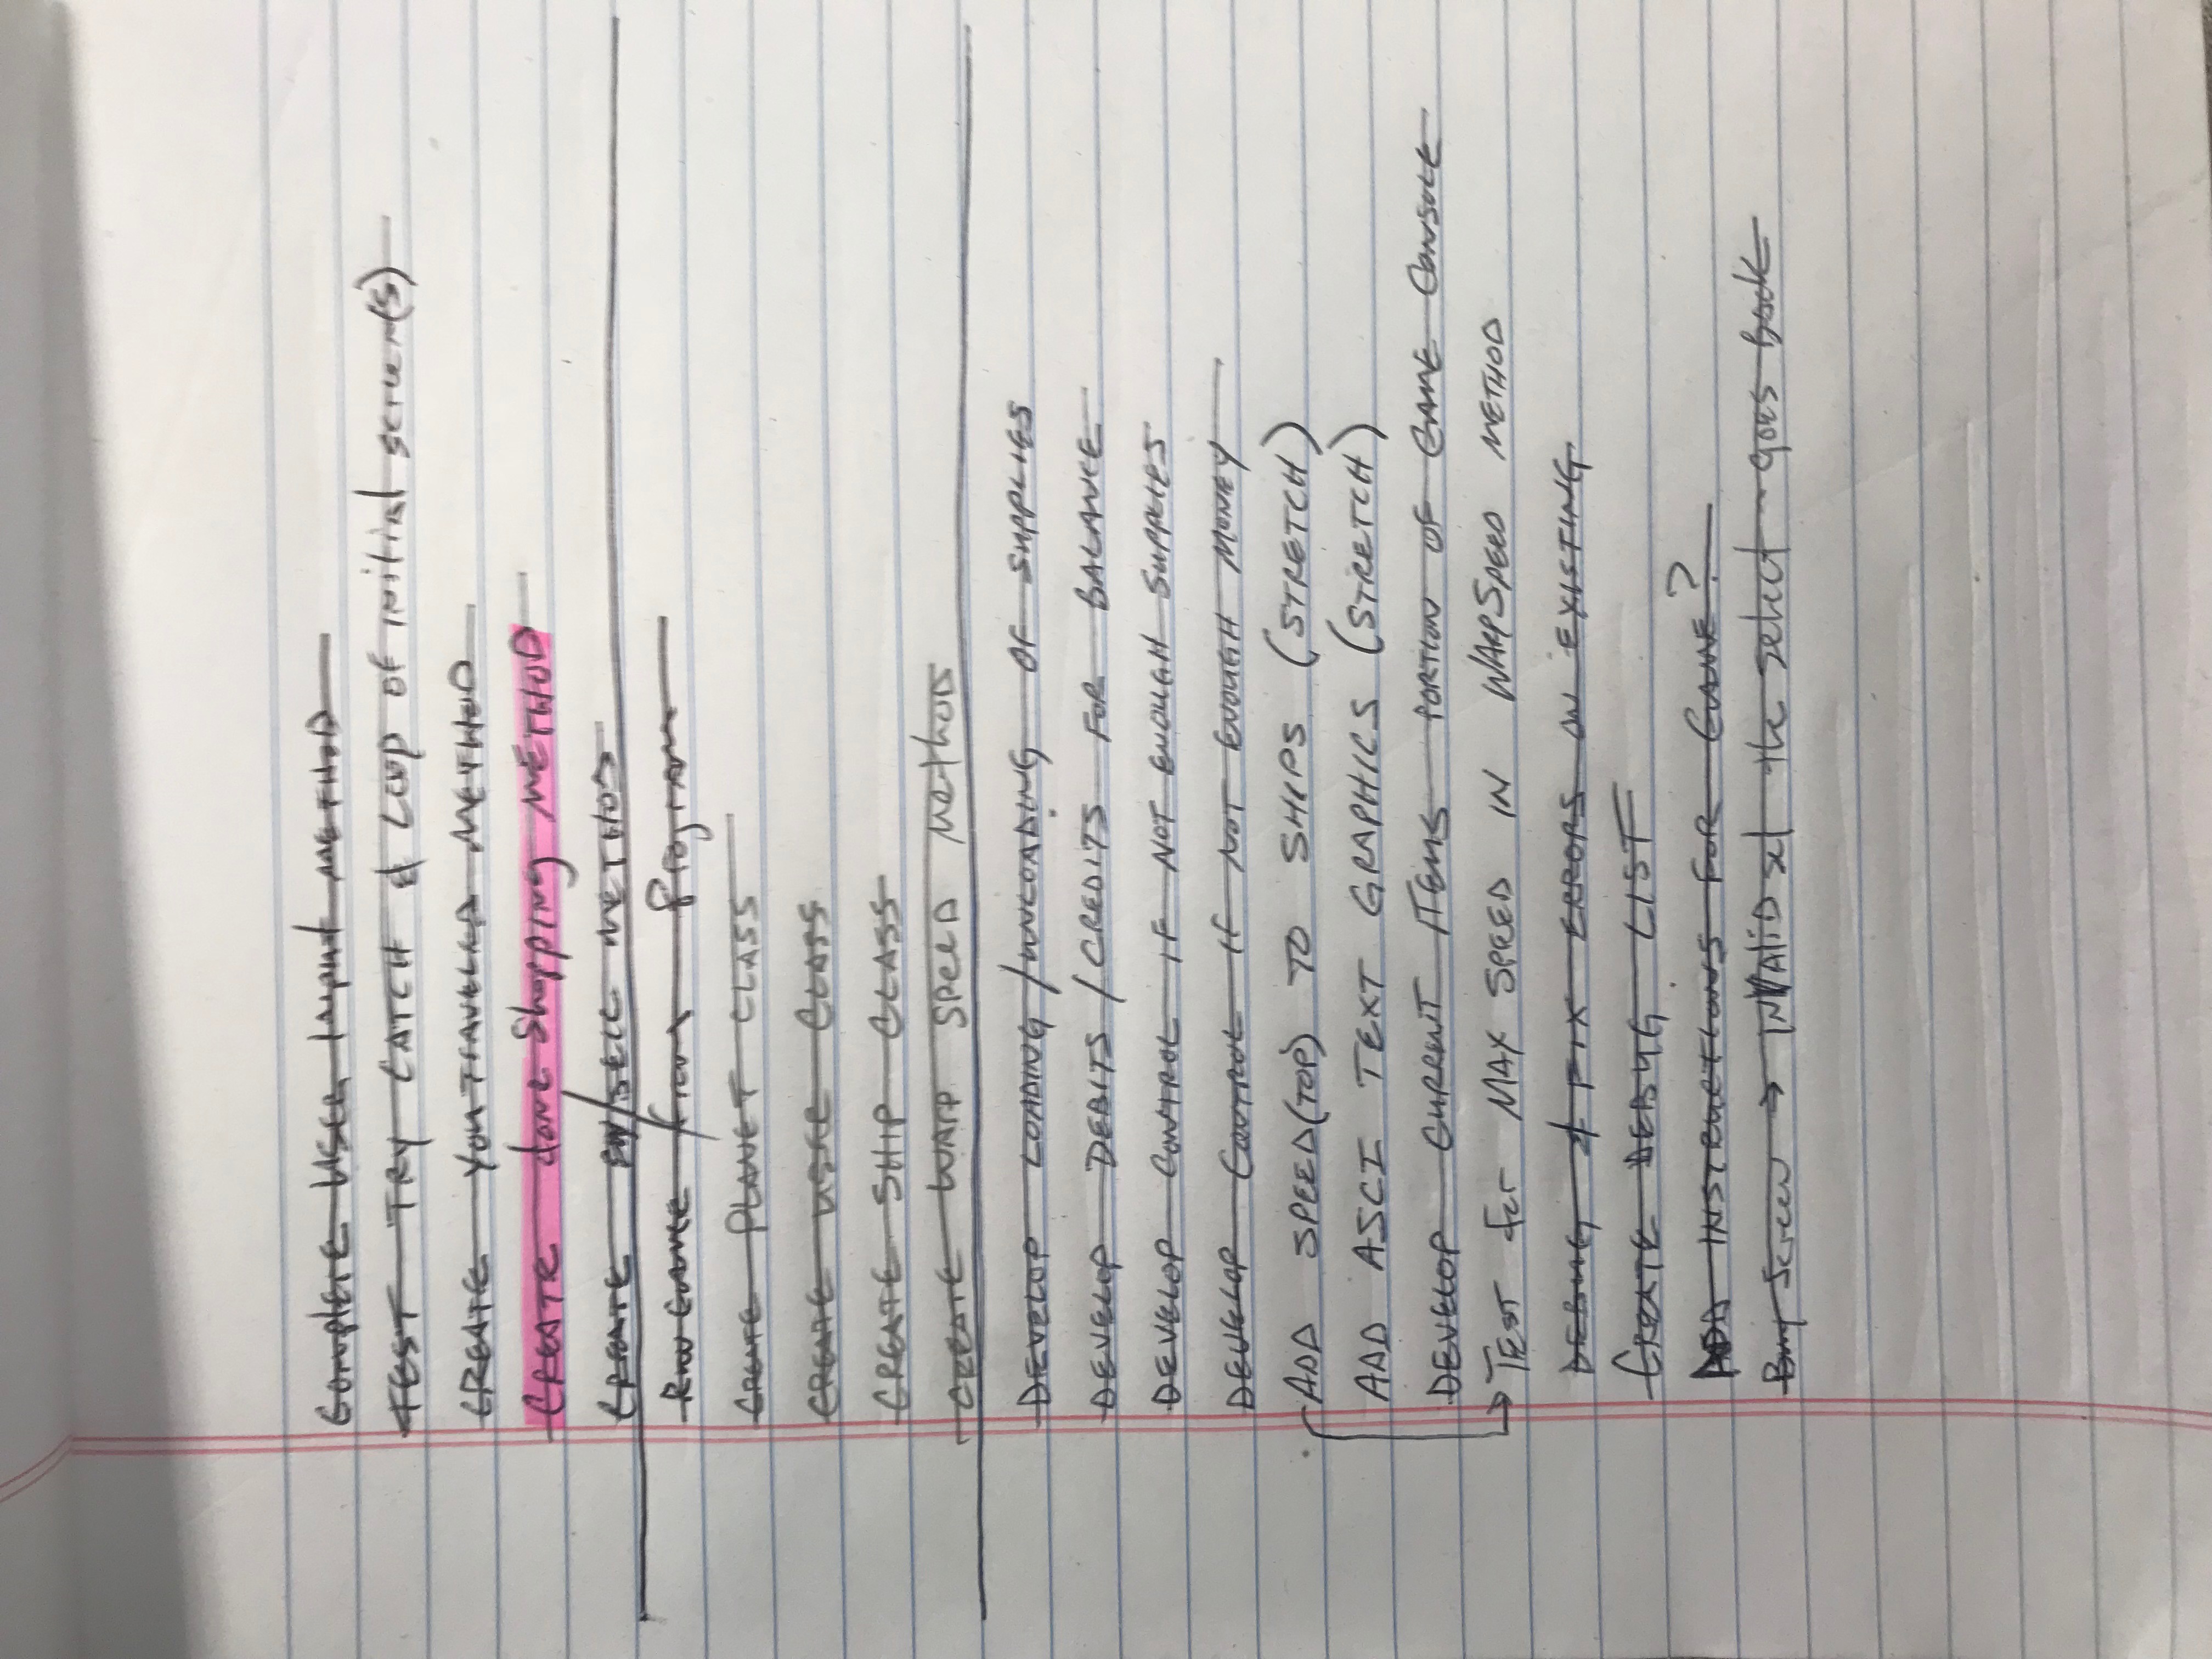 Complete User Input METHOD
TEST TRY CATCH & LOOP OF initial screen(s)
CREATE YOUTRAVELED METHOD
CREATE doneShopping METHOD
CREATE BUY/SELL METHOD
Run GAME from Program
CREATE PLANET CLASS
CREATE USER CLASS
CREATE SHIP CLASS
CREATE WARP SPEED Method
DEVELOP LOADING/UNLOADING OF SUPPLIES
DEVELOP DEBITS/CREDITS FOR BALANCE
DEVELOP CONTROL IF NOT ENOUGH SUPPLIES
DEVELOP CONTROL IF NOT ENOUGH MONEY
ADD SPEED(TOP) TO SHIPS (STRETCH)
ADD ASCI TEXT GRAPHICS (STRETCH)
DEVELOP CURRENT ITEMS PORTION OF GAME CONSOLE
TEST for MAX SPEED IN WARPSPEED METHOD
DEBUG & FIX ERRORS ON EXISTING
CREATE DEBUG LIST
ADD INSTRUCTIONS FOR GAME?
Buy Screen → INVALID sel the select - GOES Back